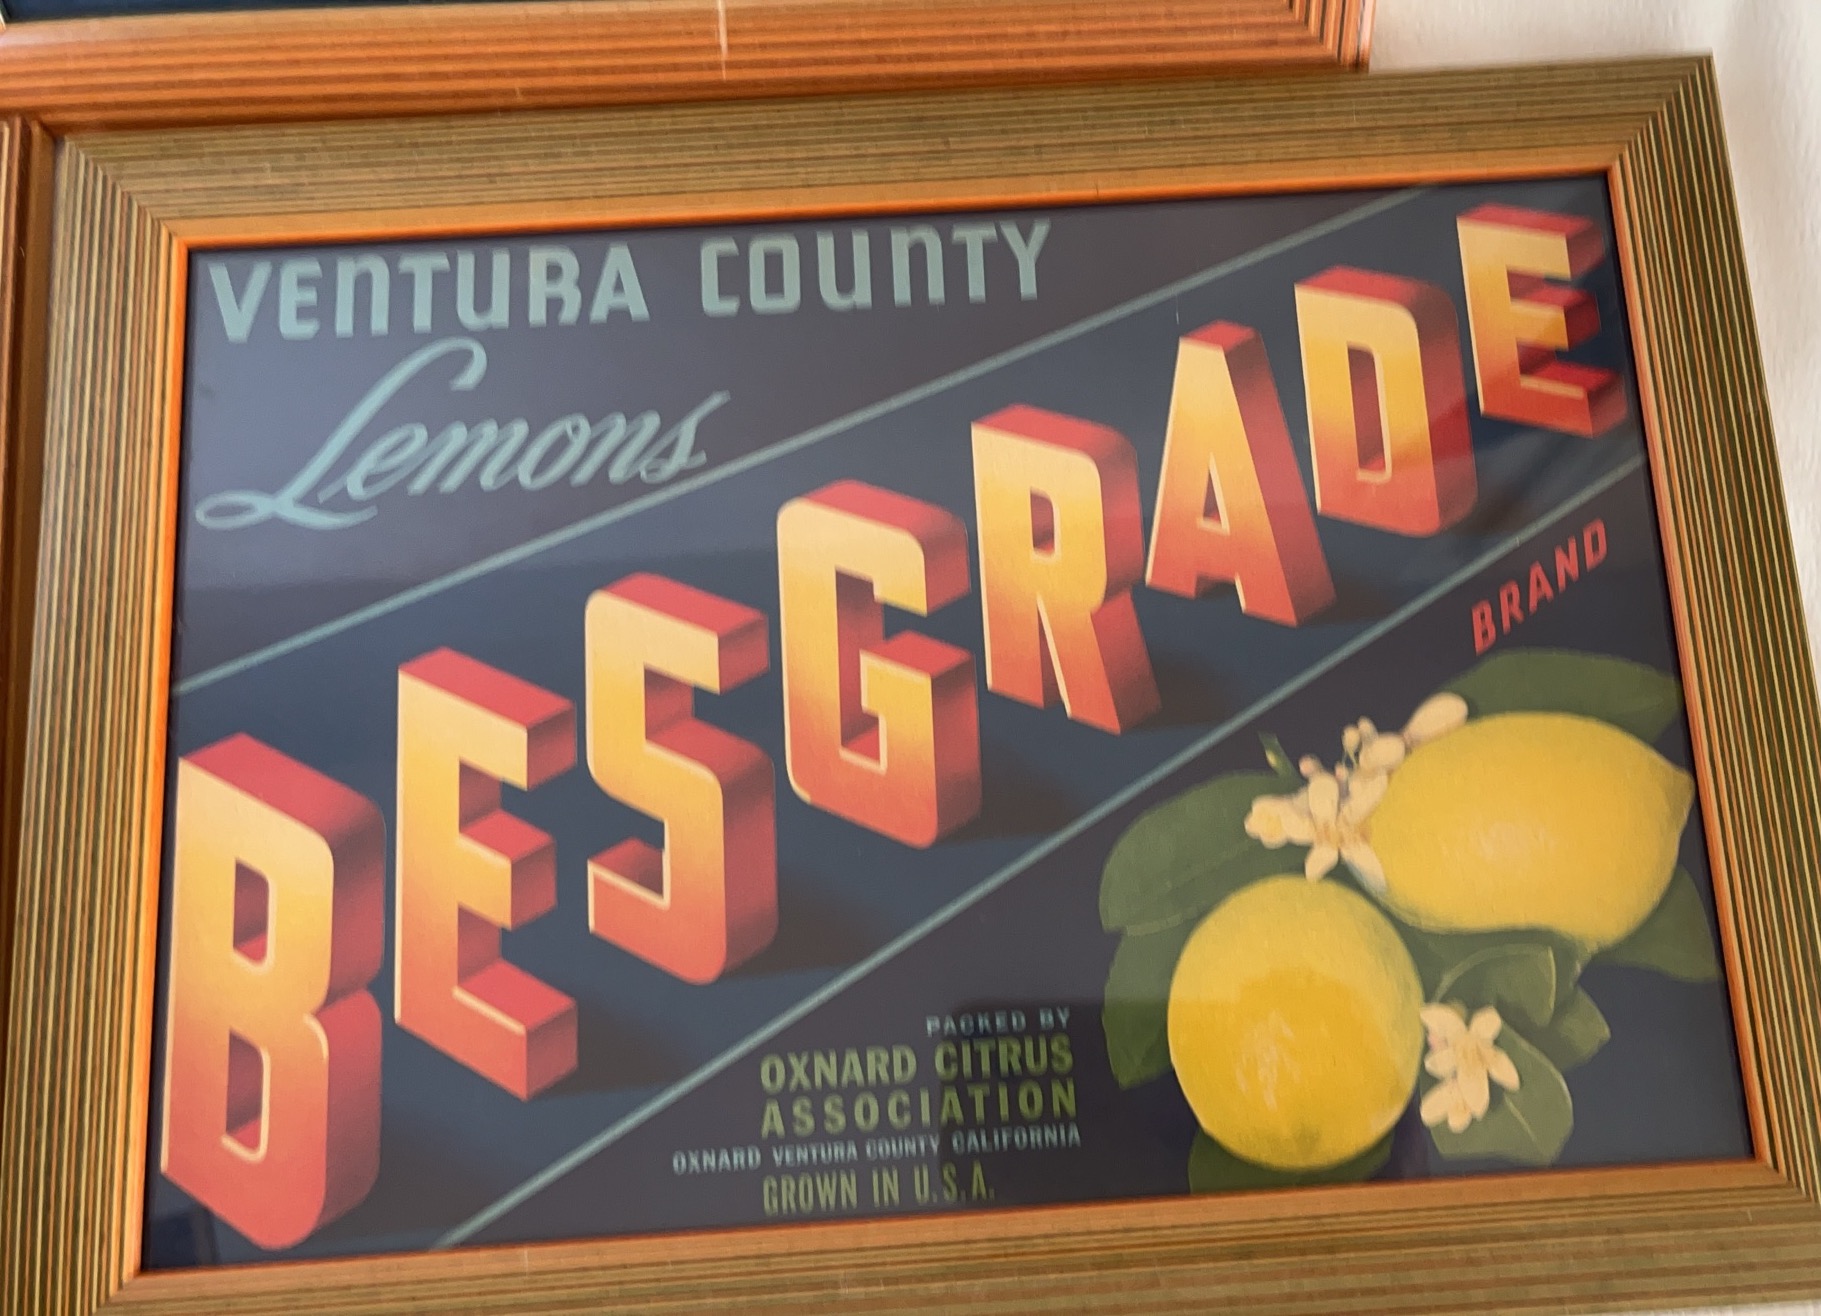 VENTURA COUNTY
Lemons
BESGRADE
BRAND
PACKED BY
OXNARD CITRUS
ASSOCIATION
OXNARD VENTURA COUNTY CALIFORNIA
GROWN IN U.S.A.